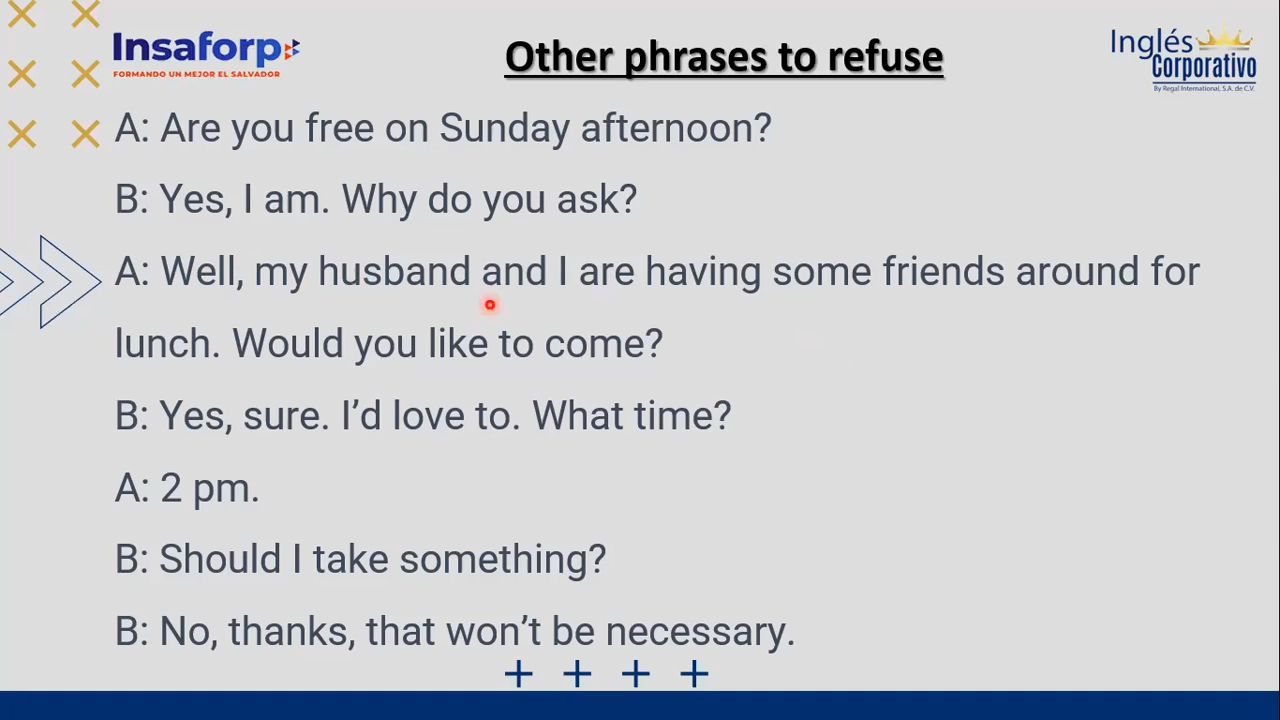 Insaforp
FORMANDO UN MEJOR EL SALVADOR
Other phrases to refuse
Inglés
Corporativo
By Regal International, S.A. de C.V.
A: Are you free on Sunday afternoon?
B: Yes, I am. Why do you ask?
A: Well, my husband and I are having some friends around for
lunch. Would you like to come?
B: Yes, sure. I’d love to. What time?
A: 2 pm.
B: Should I take something?
B: No, thanks, that won’t be necessary.